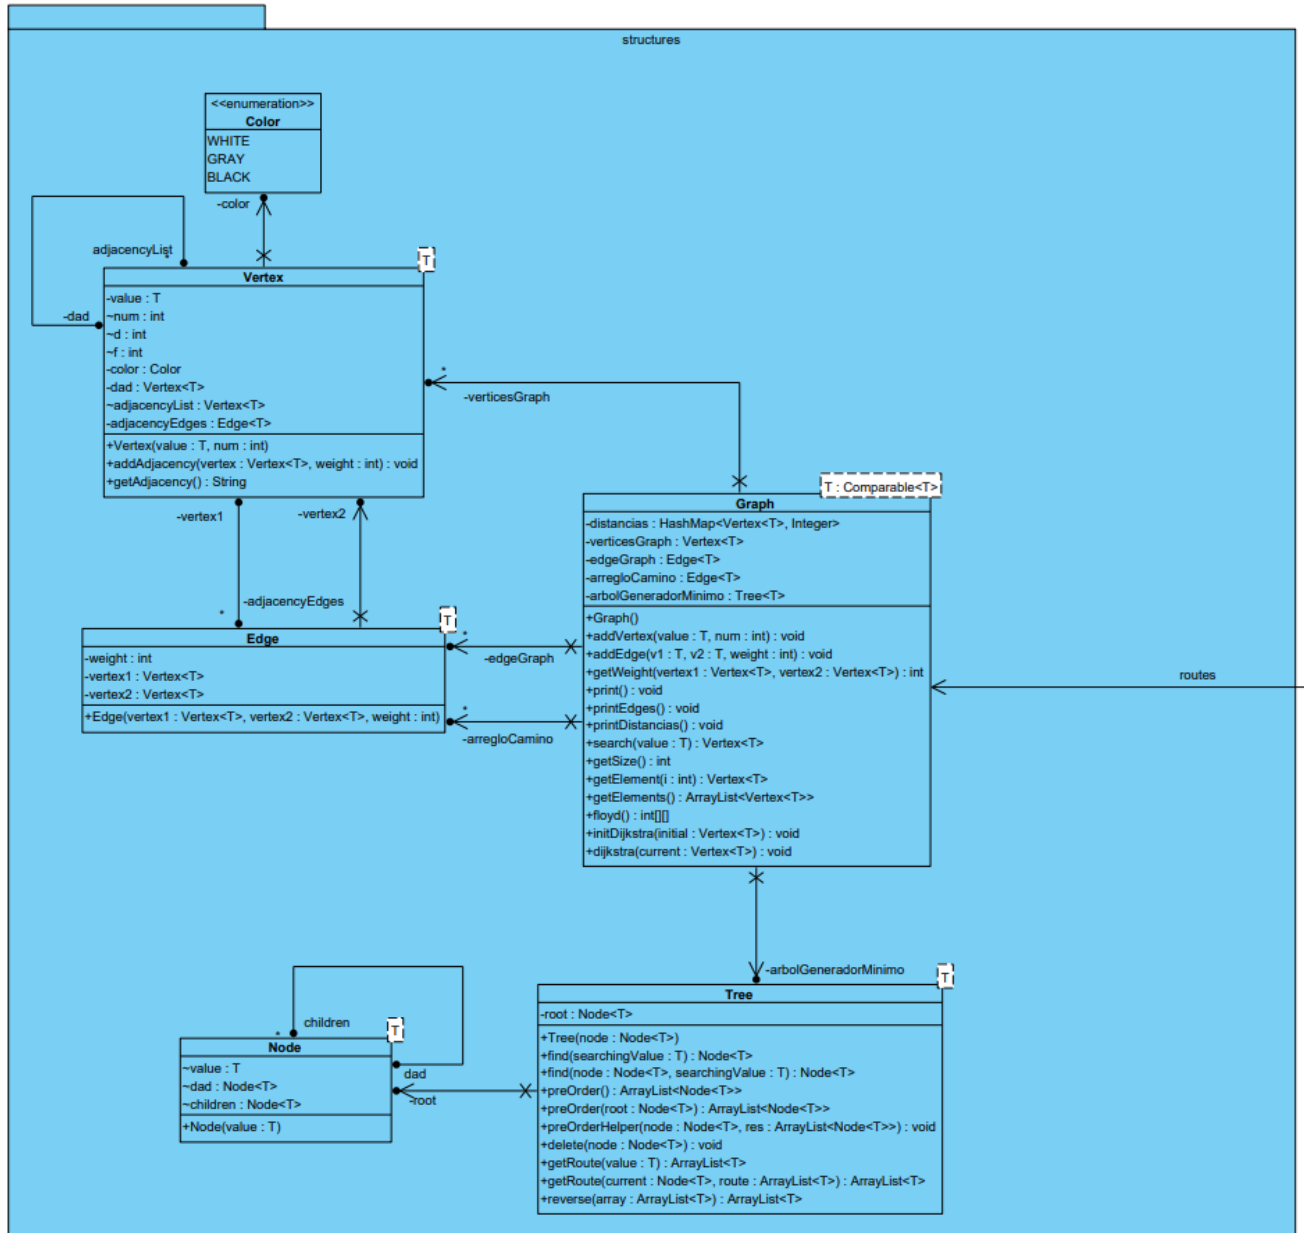 structures
<<enumeration>>
Color
WHITE
GRAY
BLACK
-color
adjacencyList
*
-dad
T
Vertex
-value : T
~num : int
~d : int
~f : int
-color : Color
-dad : Vertex<T>
~adjacencyList : Vertex<T>
-adjacencyEdges : Edge<T>
+Vertex(value : T, num : int)
+addAdjacency(vertex : Vertex<T>, weight : int) : void
+getAdjacency() : String
*
-verticesGraph
-vertex1
-vertex2
*
-adjacencyEdges
T
Edge
-weight : int
-vertex1 : Vertex<T>
-vertex2 : Vertex<T>
+Edge(vertex1 : Vertex<T>, vertex2 : Vertex<T>, weight : int)
*
-edgeGraph
*
-arregloCamino
T : Comparable<T>
Graph
-distancias : HashMap<Vertex<T>, Integer>
-verticesGraph : Vertex<T>
-edgeGraph : Edge<T>
-arregloCamino : Edge<T>
-arbolGeneradorMinimo : Tree<T>
+Graph()
+addVertex(value : T, num : int) : void
+addEdge(v1 : T, v2 : T, weight : int) : void
+getWeight(vertex1 : Vertex<T>, vertex2 : Vertex<T>) : int
+print() : void
+printEdges() : void
+printDistancias() : void
+search(value : T) : Vertex<T>
+getSize() : int
+getElement(i : int) : Vertex<T>
+getElements() : ArrayList<Vertex<T>>
+floyd() : int[][]
+initDijkstra(initial : Vertex<T>) : void
+dijkstra(current : Vertex<T>) : void
routes
-arbolGeneradorMinimo
children
*
T
Node
~value : T
~dad : Node<T>
~children : Node<T>
+Node(value : T)
dad
-root
T
Tree
-root : Node<T>
+Tree(node : Node<T>)
+find(searchingValue : T) : Node<T>
+find(node : Node<T>, searchingValue : T) : Node<T>
+preOrder() : ArrayList<Node<T>>
+preOrder(root : Node<T>) : ArrayList<Node<T>>
+preOrderHelper(node : Node<T>, res : ArrayList<Node<T>>) : void
+delete(node : Node<T>) : void
+getRoute(value : T) : ArrayList<T>
+getRoute(current : Node<T>, route : ArrayList<T>) : ArrayList<T>
+reverse(array : ArrayList<T>) : ArrayList<T>